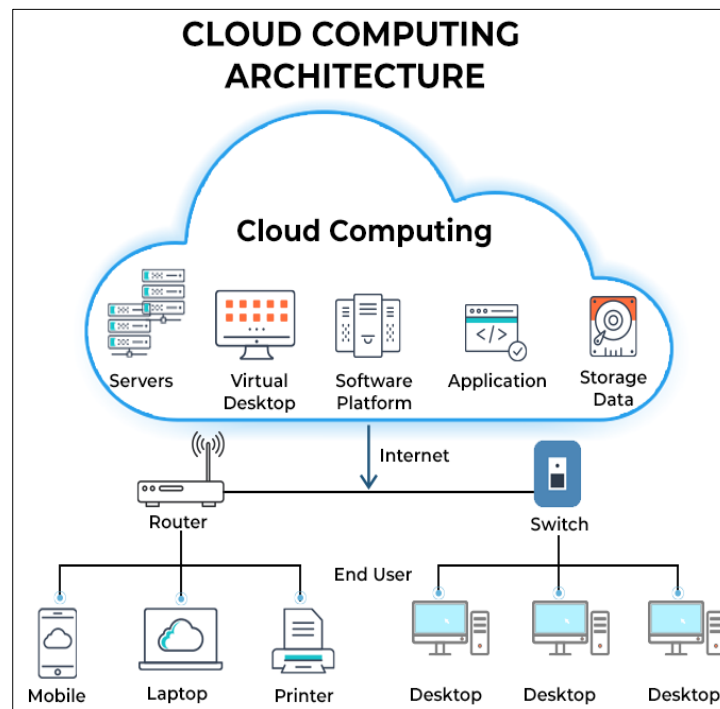 CLOUD COMPUTING
ARCHITECTURE
Cloud Computing
Servers
Virtual
Desktop
Software
Platform
Application
Storage
Data
Internet
Router
Switch
End User
Mobile
Laptop
Printer
Desktop
Desktop
Desktop